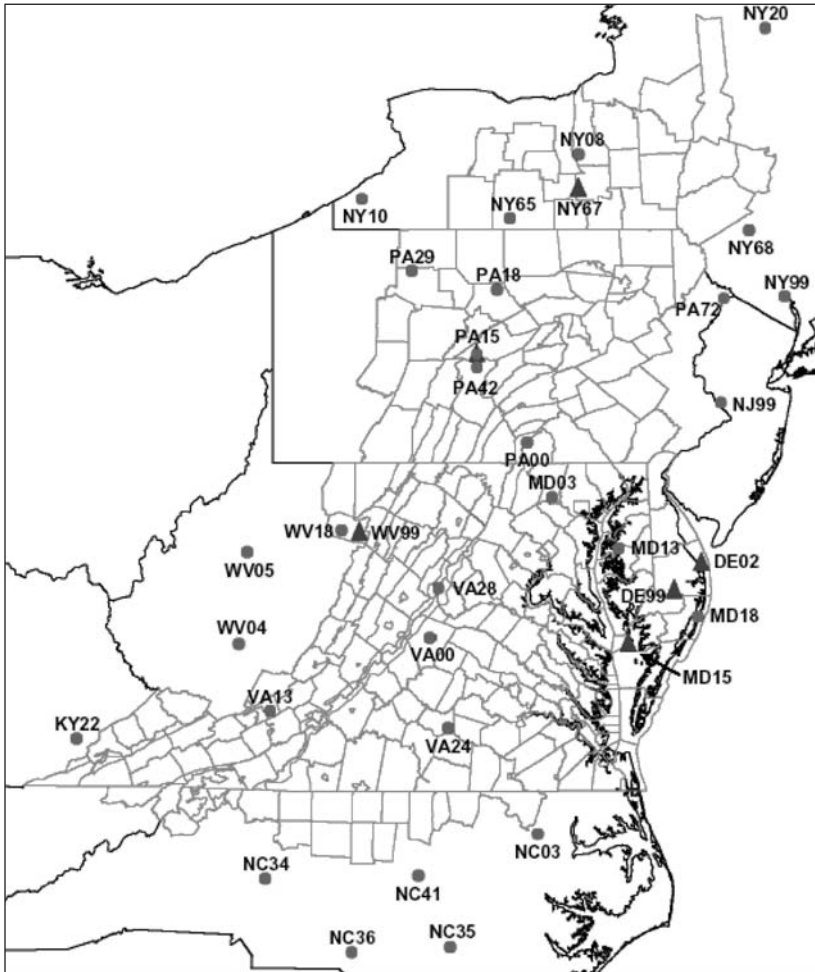 NY20
NY08
NY10
NY65
NY67
NY68
PA29
PA18
NY99
PA72
PA15
PA42
NJ99
PA00
MD03
WV18
WV99
MD13
DE02
WV05
VA28
DE99
MD18
WV04
VA00
MD15
VA13
KY22
VA24
NC03
NC34
NC41
NC36
NC35